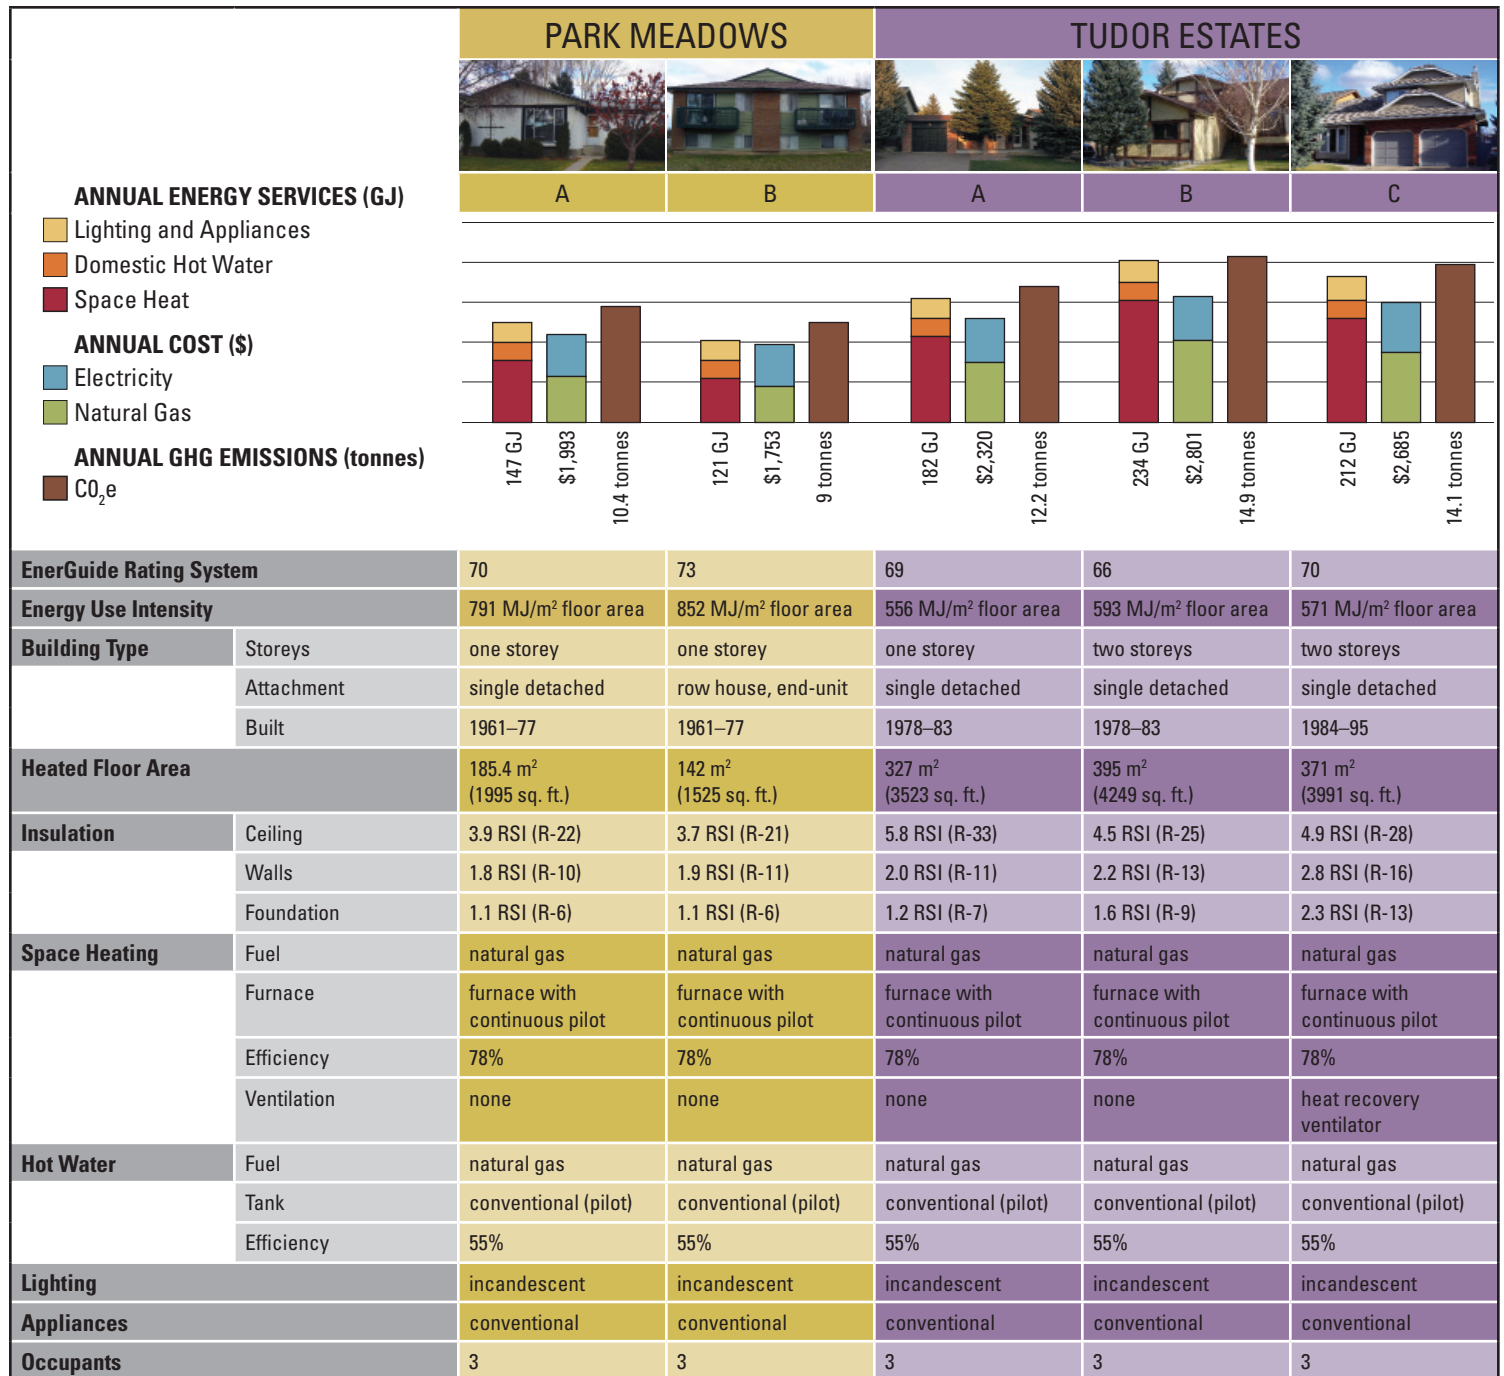 PARK MEADOWS TUDOR ESTATES
A B A B C
ANNUAL ENERGY SERVICES (GJ)
Lighting and Appliances
Domestic Hot Water
Space Heat
ANNUAL COST ($)
Electricity
Natural Gas
ANNUAL GHG EMISSIONS (tonnes)
C0₂e
147 GJ $1,993 10.4 tonnes 121 GJ $1,753 9 tonnes 182 GJ $2,320 12.2 tonnes 234 GJ $2,801 14.9 tonnes 212 GJ $2,685 14.1 tonnes
EnerGuide Rating System 70 73 69 66 70
Energy Use Intensity 791 MJ/m² floor area 852 MJ/m² floor area 556 MJ/m² floor area 593 MJ/m² floor area 571 MJ/m² floor area
Building Type Storeys one storey one storey one storey two storeys two storeys
Attachment single detached row house, end-unit single detached single detached single detached
Built 1961–77 1961–77 1978–83 1978–83 1984–95
Heated Floor Area 185.4 m² 142 m² 327 m² 395 m² 371 m²
(1995 sq. ft.) (1525 sq. ft.) (3523 sq. ft.) (4249 sq. ft.) (3991 sq. ft.)
Insulation Ceiling 3.9 RSI (R-22) 3.7 RSI (R-21) 5.8 RSI (R-33) 4.5 RSI (R-25) 4.9 RSI (R-28)
Walls 1.8 RSI (R-10) 1.9 RSI (R-11) 2.0 RSI (R-11) 2.2 RSI (R-13) 2.8 RSI (R-16)
Foundation 1.1 RSI (R-6) 1.1 RSI (R-6) 1.2 RSI (R-7) 1.6 RSI (R-9) 2.3 RSI (R-13)
Space Heating Fuel natural gas natural gas natural gas natural gas natural gas
Furnace furnace with furnace with furnace with furnace with furnace with
continuous pilot continuous pilot continuous pilot continuous pilot continuous pilot
Efficiency 78% 78% 78% 78% 78%
Ventilation none none none none heat recovery
ventilator
Hot Water Fuel natural gas natural gas natural gas natural gas natural gas
Tank conventional (pilot) conventional (pilot) conventional (pilot) conventional (pilot) conventional (pilot)
Efficiency 55% 55% 55% 55% 55%
Lighting incandescent incandescent incandescent incandescent incandescent
Appliances conventional conventional conventional conventional conventional
Occupants 3 3 3 3 3